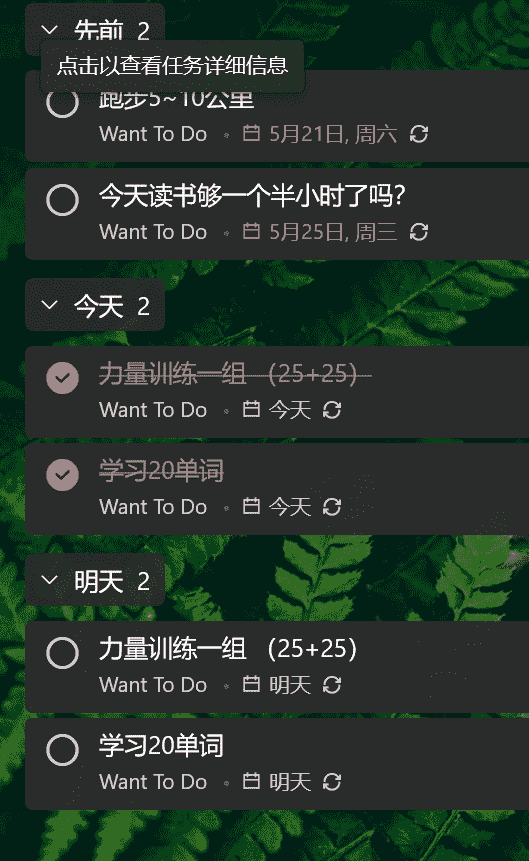 先前 2
点击以查看任务详细信息
跑步5~10公里
Want To Do 5月21日, 周六
今天读书够一个半小时了吗?
Want To Do 5月25日, 周三
今天 2
力量训练一组 （25+25）
Want To Do 今天
学习20单词
Want To Do 今天
明天 2
力量训练一组 （25+25）
Want To Do 明天
学习20单词
Want To Do 明天